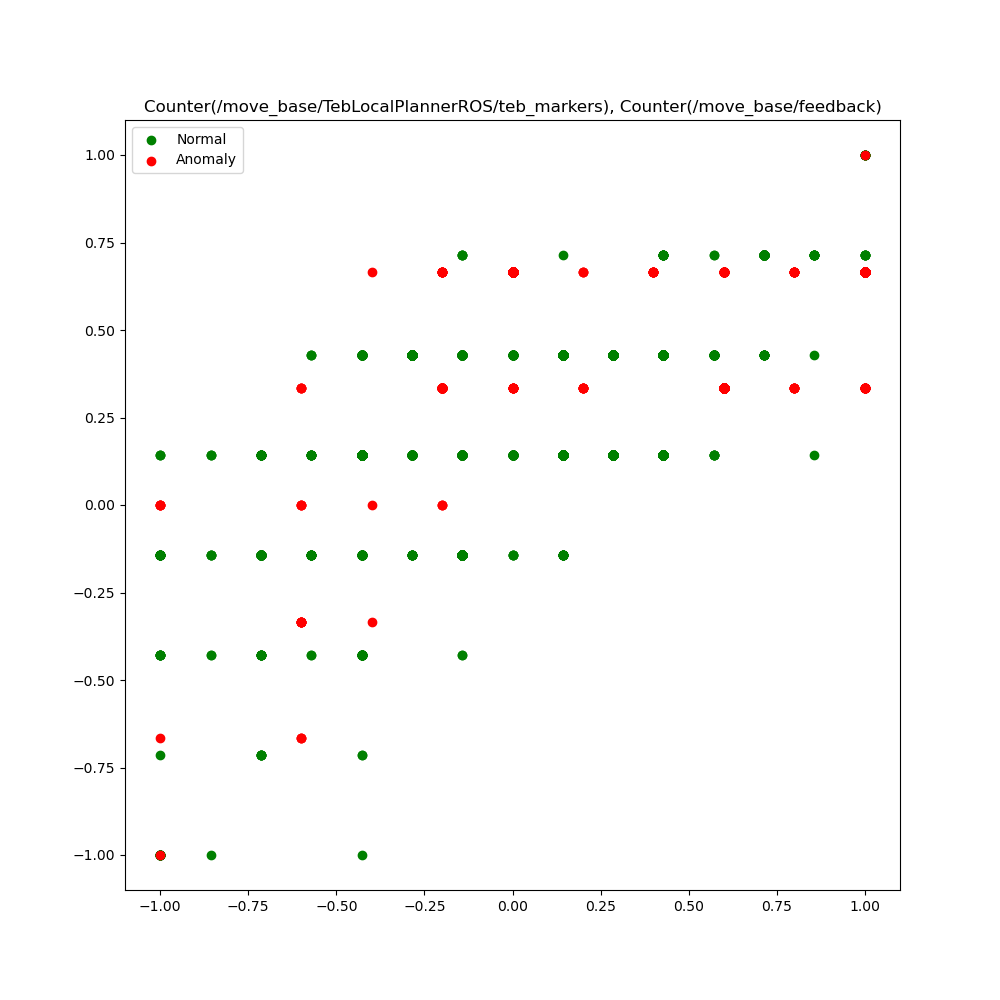 Counter(/move_base/TebLocalPlannerROS/teb_markers), Counter(/move_base/feedback)
Normal
Anomaly
1.00
0.75
0.50
0.25
0.00
−0.25
−0.50
−0.75
−1.00
−1.00 −0.75 −0.50 −0.25 0.00 0.25 0.50 0.75 1.00